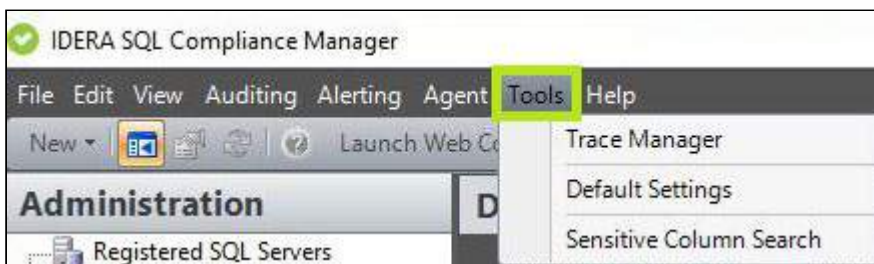 IDERA SQL Compliance Manager
File Edit View Auditing Alerting Agent Tools Help
New Launch Web Co
Trace Manager
Administration D
Default Settings
Registered SQL Servers
Sensitive Column Search